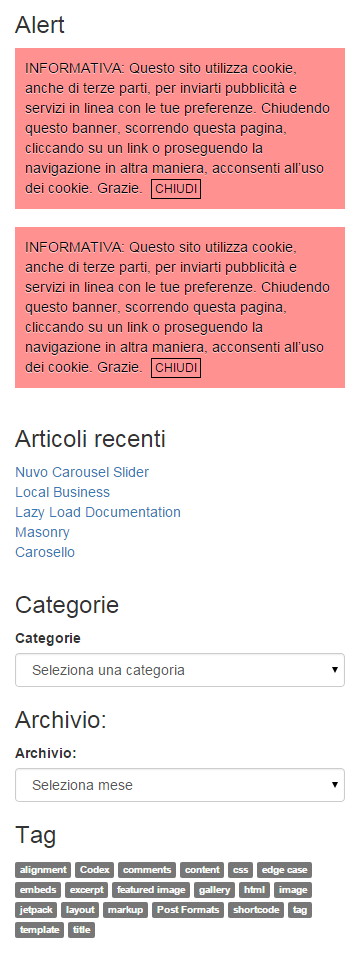 Alert
INFORMATIVA: Questo sito utilizza cookie,
anche di terze parti, per inviarti pubblicità e
servizi in linea con le tue preferenze. Chiudendo
questo banner, scorrendo questa pagina,
cliccando su un link o proseguendo la
navigazione in altra maniera, acconsenti all'uso
dei cookie. Grazie. CHIUDI
INFORMATIVA: Questo sito utilizza cookie,
anche di terze parti, per inviarti pubblicità e
servizi in linea con le tue preferenze. Chiudendo
questo banner, scorrendo questa pagina,
cliccando su un link o proseguendo la
navigazione in altra maniera, acconsenti all'uso
dei cookie. Grazie. CHIUDI
Articoli recenti
Nuvo Carousel Slider
Local Business
Lazy Load Documentation
Masonry
Carosello
Categorie
Categorie
Seleziona una categoria
Archivio:
Archivio:
Seleziona mese
Tag
alignment Codex comments content css edge case
embeds excerpt featured image gallery html image
jetpack layout markup Post Formats shortcode tag
template title